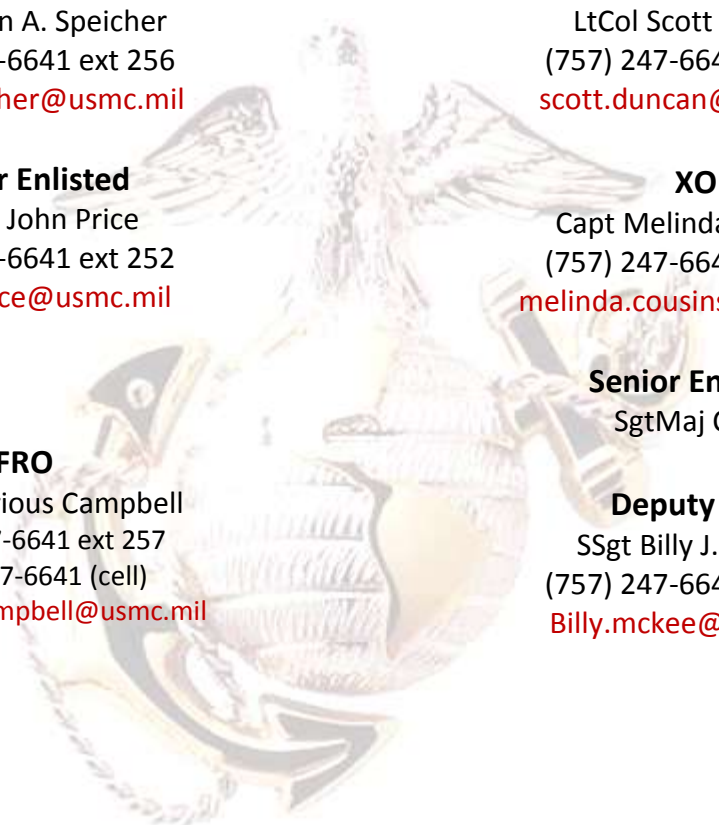 n A. Speicher
-6641 ext 256
her@usmc.mil
r Enlisted
John Price
-6641 ext 252
ce@usmc.mil
FRO
ious Campbell
-6641 ext 257
7-6641 (cell)
mpbell@usmc.mil
LtCol Scott
(757) 247-664
scott.duncan@
XO
Capt Melinda
(757) 247-664
melinda.cousins
Senior En
SgtMaj
Deputy
SSgt Billy J.
(757) 247-664
Billy.mckee@